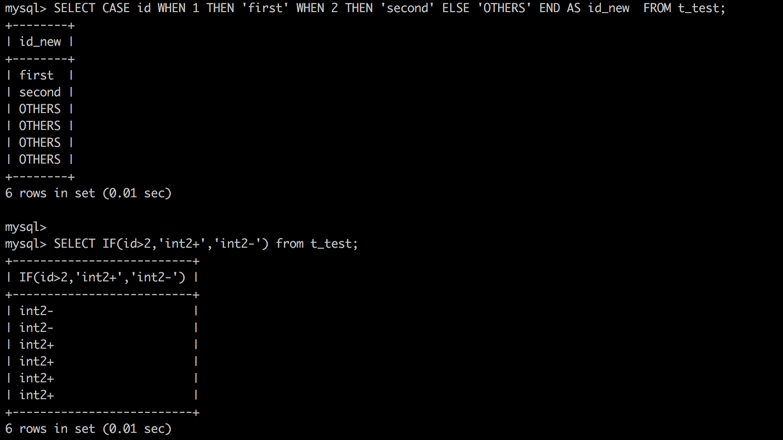 mysql> SELECT CASE id WHEN 1 THEN 'first' WHEN 2 THEN 'second' ELSE 'OTHERS' END AS id_new  FROM t_test;
+--------+
| id_new |
+--------+
| first  |
| second |
| OTHERS |
| OTHERS |
| OTHERS |
| OTHERS |
+--------+
6 rows in set (0.01 sec)

mysql>
mysql> SELECT IF(id>2,'int2+','int2-') from t_test;
+--------------------------+
| IF(id>2,'int2+','int2-') |
+--------------------------+
| int2-                    |
| int2-                    |
| int2+                    |
| int2+                    |
| int2+                    |
| int2+                    |
+--------------------------+
6 rows in set (0.01 sec)